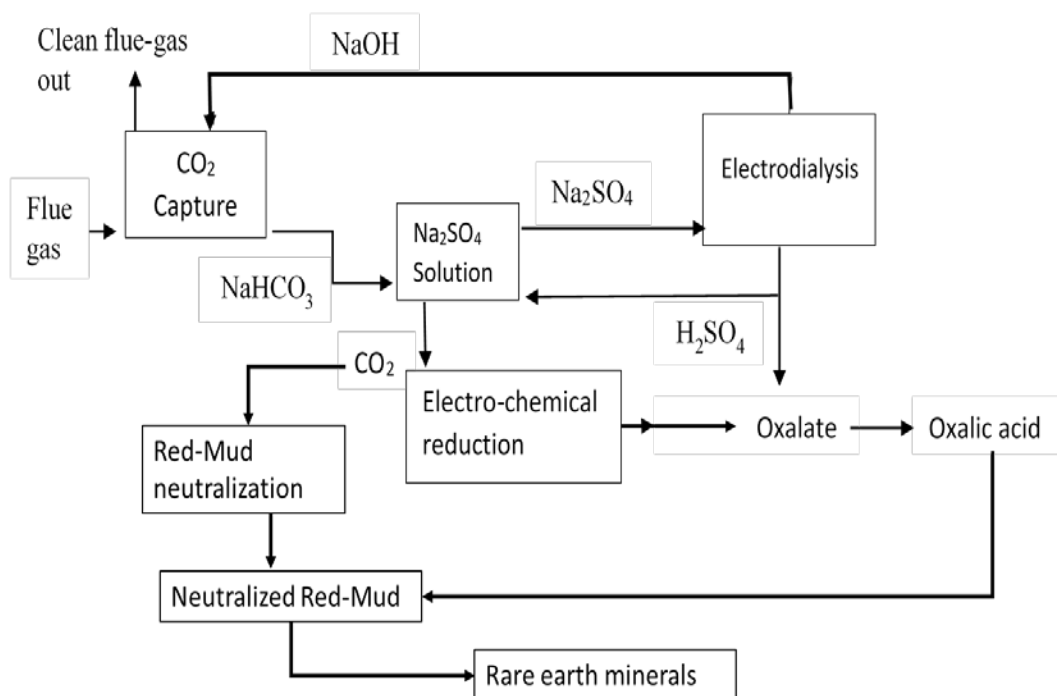 Clean flue-gas
out
NaOH
CO₂
Capture
Electrodialysis
Flue
gas
Na₂SO₄
Na₂SO₄
Solution
NaHCO₃
H₂SO₄
CO₂
Electro-chemical
reduction
Oxalate
Oxalic acid
Red-Mud
neutralization
Neutralized Red-Mud
Rare earth minerals